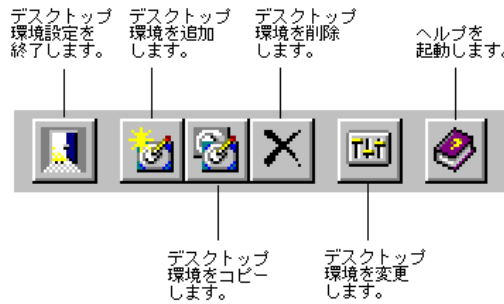 デスクトップ
環境設定を
終了します。
デスクトップ
環境を追加
します。
デスクトップ
環境を削除
します。
ヘルプを
起動します。
デスクトップ
環境をコピー
します。
デスクトップ
環境を変更
します。